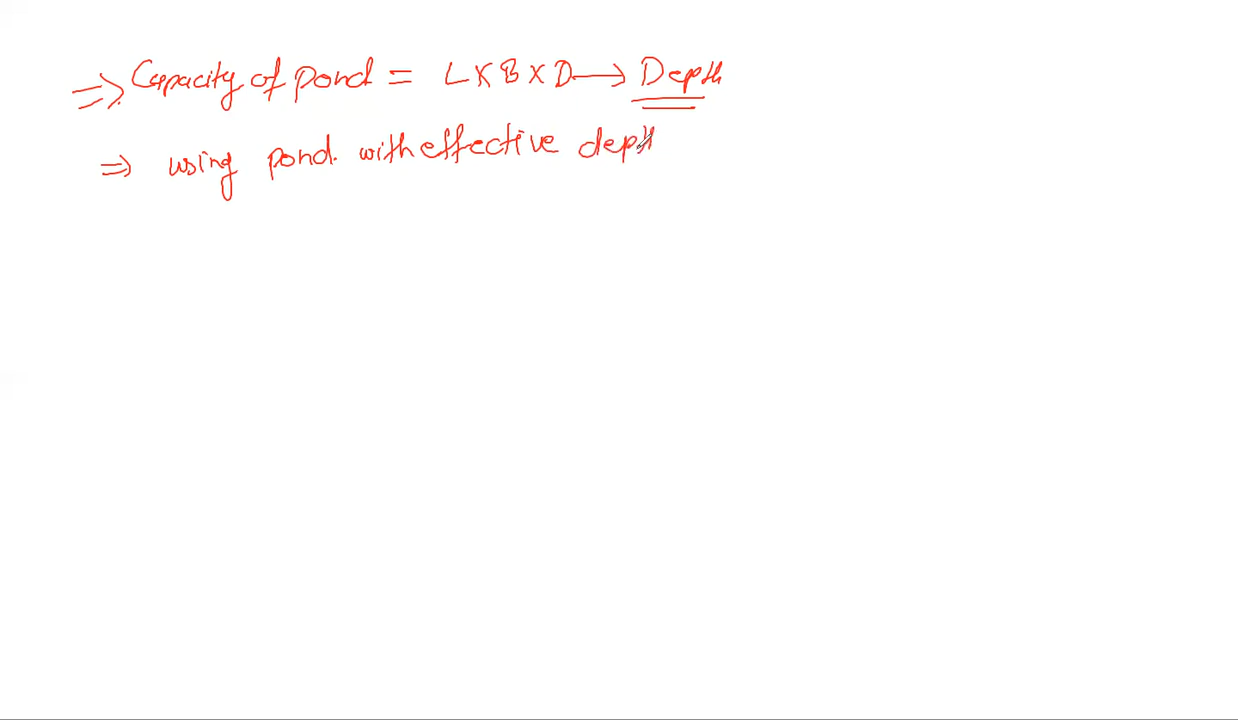 ⇒ Capacity of pond = L X B X D → Depth
⇒ using pond. with effective depth